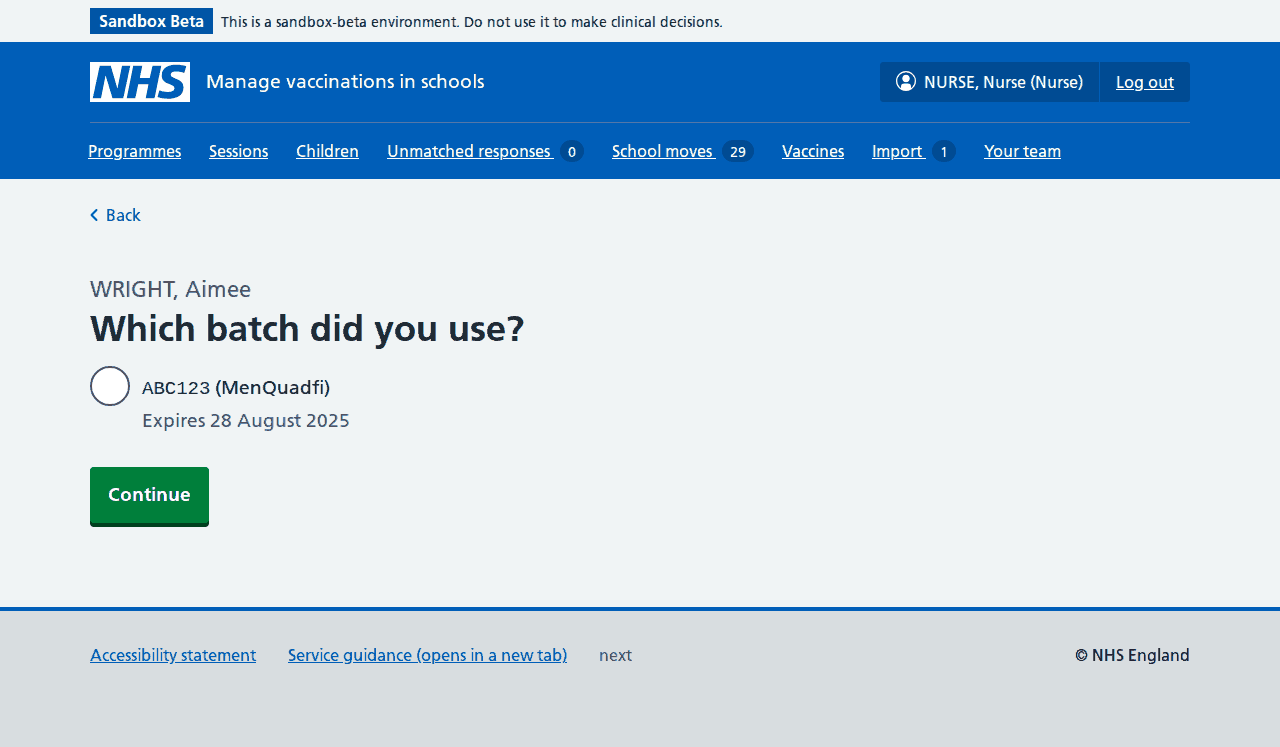 Sandbox Beta This is a sandbox-beta environment. Do not use it to make clinical decisions.
NHS Manage vaccinations in schools NURSE, Nurse (Nurse) Log out
Programmes Sessions Children Unmatched responses 0 School moves 29 Vaccines Import 1 Your team
Back
WRIGHT, Aimee
Which batch did you use?
ABC123 (MenQuadfi)
Expires 28 August 2025
Continue
Accessibility statement Service guidance (opens in a new tab) next © NHS England